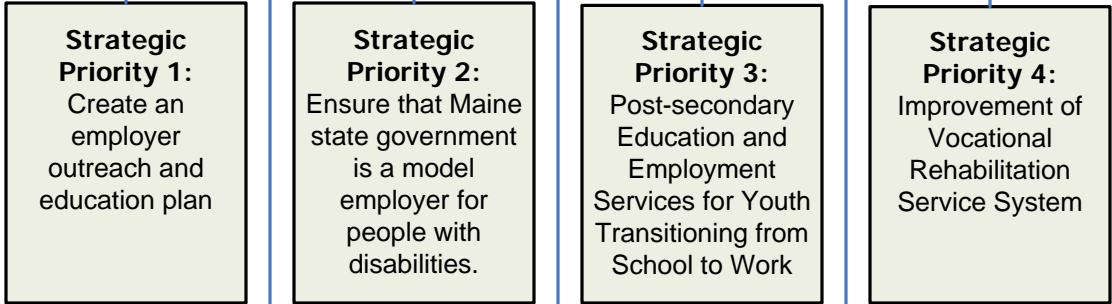 Strategic
Priority 1:
Create an
employer
outreach and
education plan
Strategic
Priority 2:
Ensure that Maine
state government
is a model
employer for
people with
disabilities.
Strategic
Priority 3:
Post-secondary
Education and
Employment
Services for Youth
Transitioning from
School to Work
Strategic
Priority 4:
Improvement of
Vocational
Rehabilitation
Service System